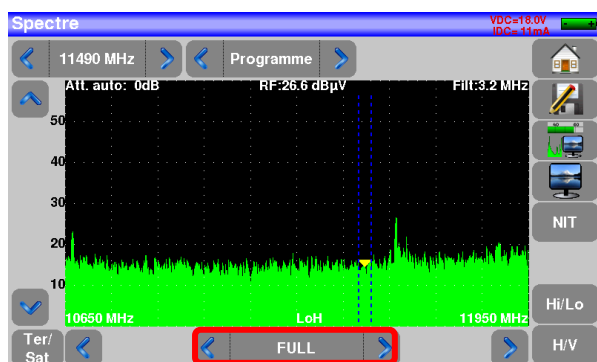 Spectre
VDC=18.0V
IDC= 11mA
- +
11490 MHz
Programme
Att. auto: 0dB
RF:26.6 dBµV
Filt:3.2 MHz
50
40
30
20
10
10650 MHz
LoH
11950 MHz
NIT
Hi/Lo
Ter/
Sat
FULL
H/V